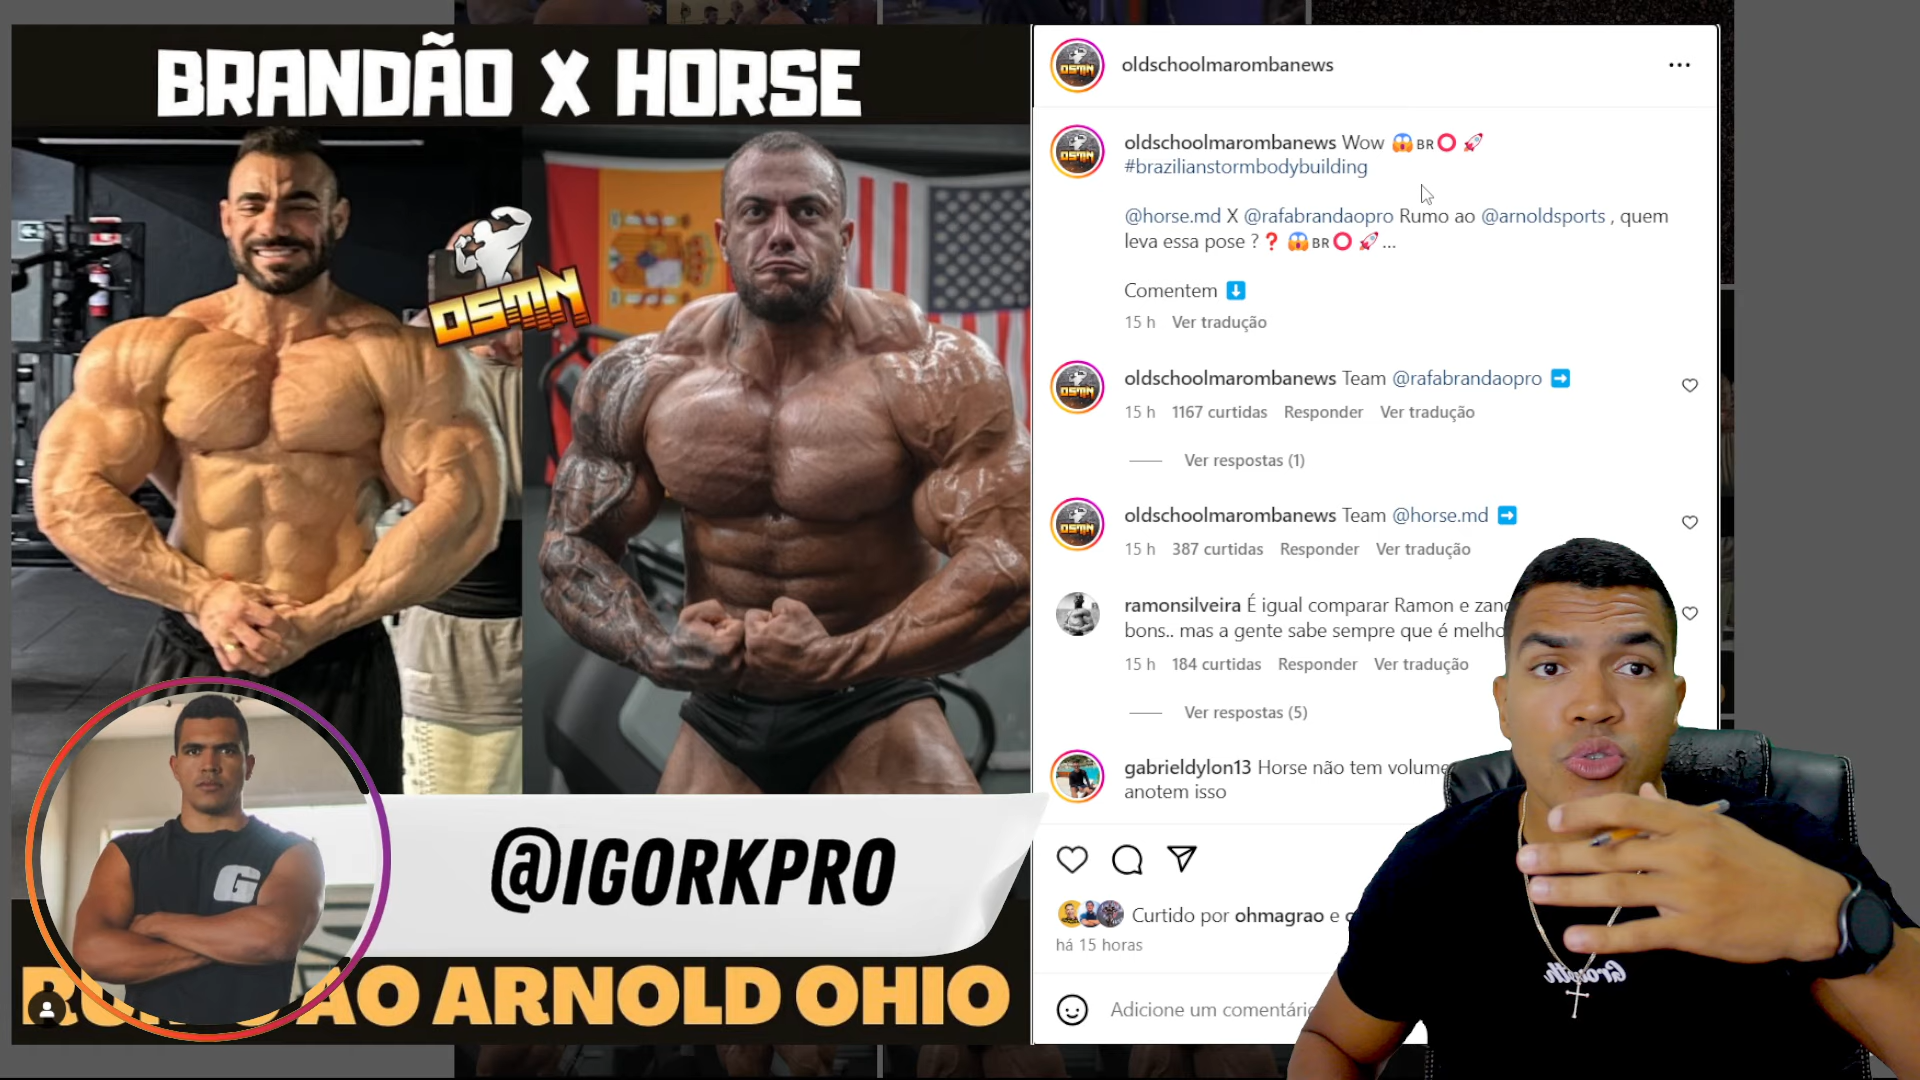 BRANDÃO X HORSE
OSMN
G
@IGORKPRO
AO ARNOLD OHIO
OSMN
oldschoolmarombanews
OSMN
oldschoolmarombanews Wow 😱 BR⭕ 🚀
#brazilianstormbodybuilding
@horse.md X @rafabrandaopro Rumo ao @arnoldsports , quem
leva essa pose ?❓ 😱 BR⭕ 🚀...
Comentem ⬇️
15 h Ver tradução
OSMN
oldschoolmarombanews Team @rafabrandaopro ➡️
15 h 1167 curtidas Responder Ver tradução
Ver respostas (1)
OSMN
oldschoolmarombanews Team @horse.md ➡️
15 h 387 curtidas Responder Ver tradução
ramonsilveira É igual comparar Ramon e
bons.. mas a gente sabe sempre que é
15 h 184 curtidas Responder Ver tradução
Ver respostas (5)
gabrieldylon13 Horse não tem
anotem isso
Curtido por ohmagrao e
há 15 horas
Adicione um